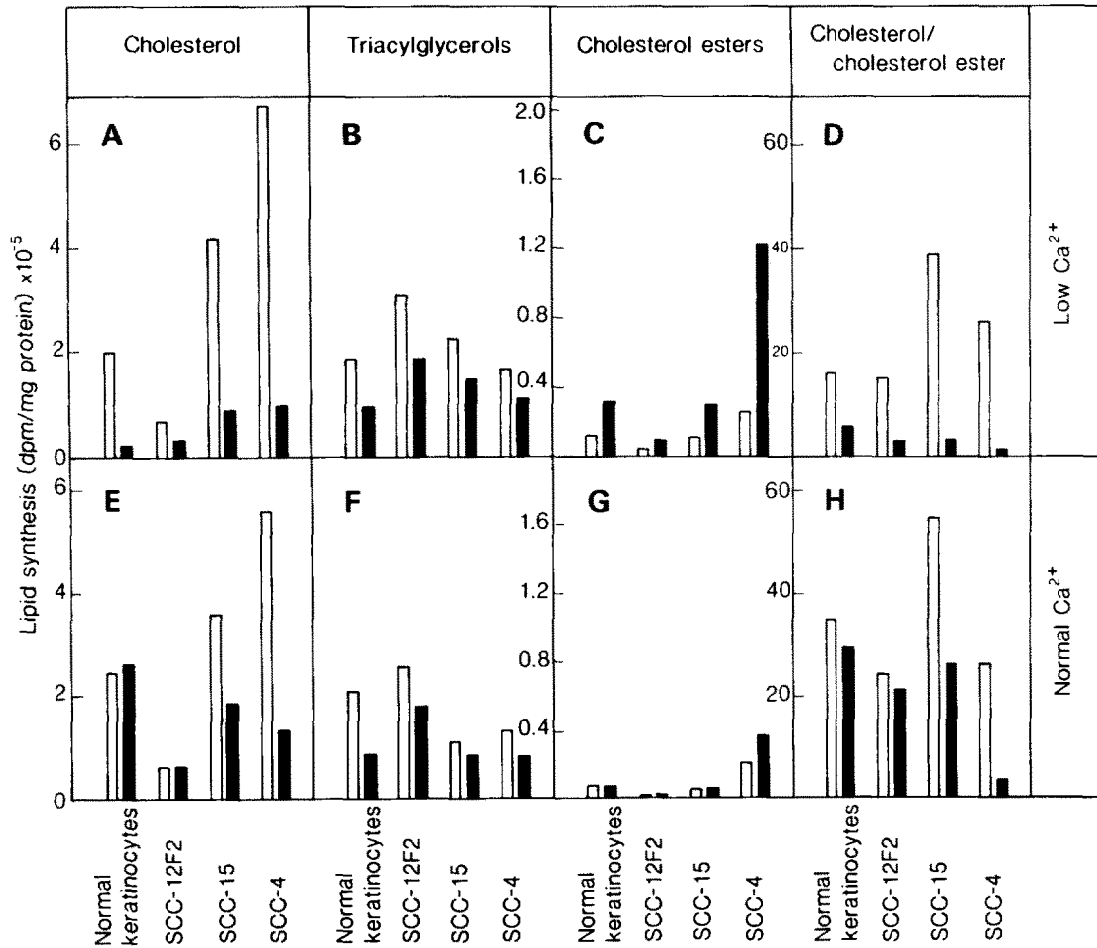 Cholesterol
Triacylglycerols
Cholesterol esters
Cholesterol/
cholesterol ester
Lipid synthesis (dpm/mg protein) x10⁻⁵
A
6
4
2
0
B
C
2.0
1.6
1.2
0.8
0.4
D
60
40
20
Low Ca²⁺
E
6
4
2
0
F
G
1.6
1.2
0.8
0.4
H
60
40
20
Normal Ca²⁺
Normal
keratinocytes
SCC-12F2
SCC-15
SCC-4
Normal
keratinocytes
SCC-12F2
SCC-15
SCC-4
Normal
keratinocytes
SCC-12F2
SCC-15
SCC-4
Normal
keratinocytes
SCC-12F2
SCC-15
SCC-4